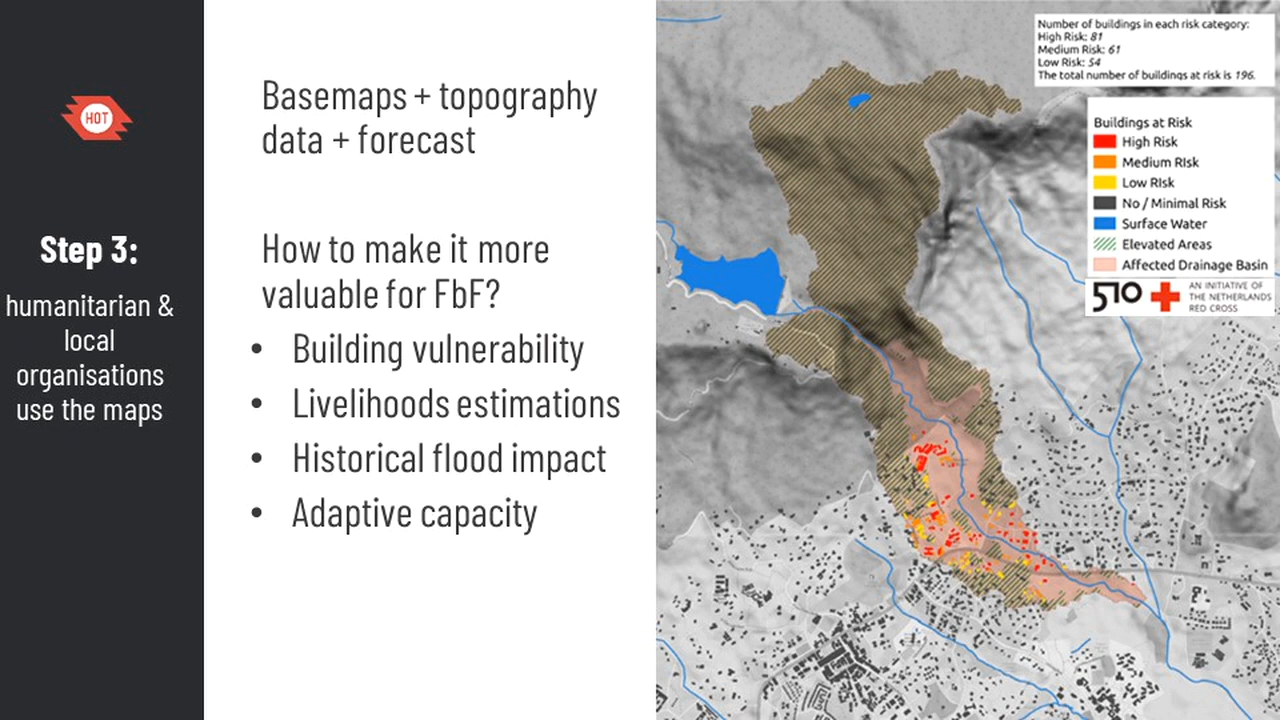 HOT
Step 3:
humanitarian &
local
organisations
use the maps
Basemaps + topography
data + forecast
How to make it more
valuable for FbF?
• Building vulnerability
• Livelihoods estimations
• Historical flood impact
• Adaptive capacity
Number of buildings in each risk category:
High Risk: 81
Medium Risk: 61
Low Risk: 54
The total number of buildings at risk is 196.
Buildings at Risk
High Risk
Medium RIsk
Low RIsk
No / Minimal Risk
Surface Water
Elevated Areas
Affected Drainage Basin
510
AN INITIATIVE OF
THE NETHERLANDS
RED CROSS